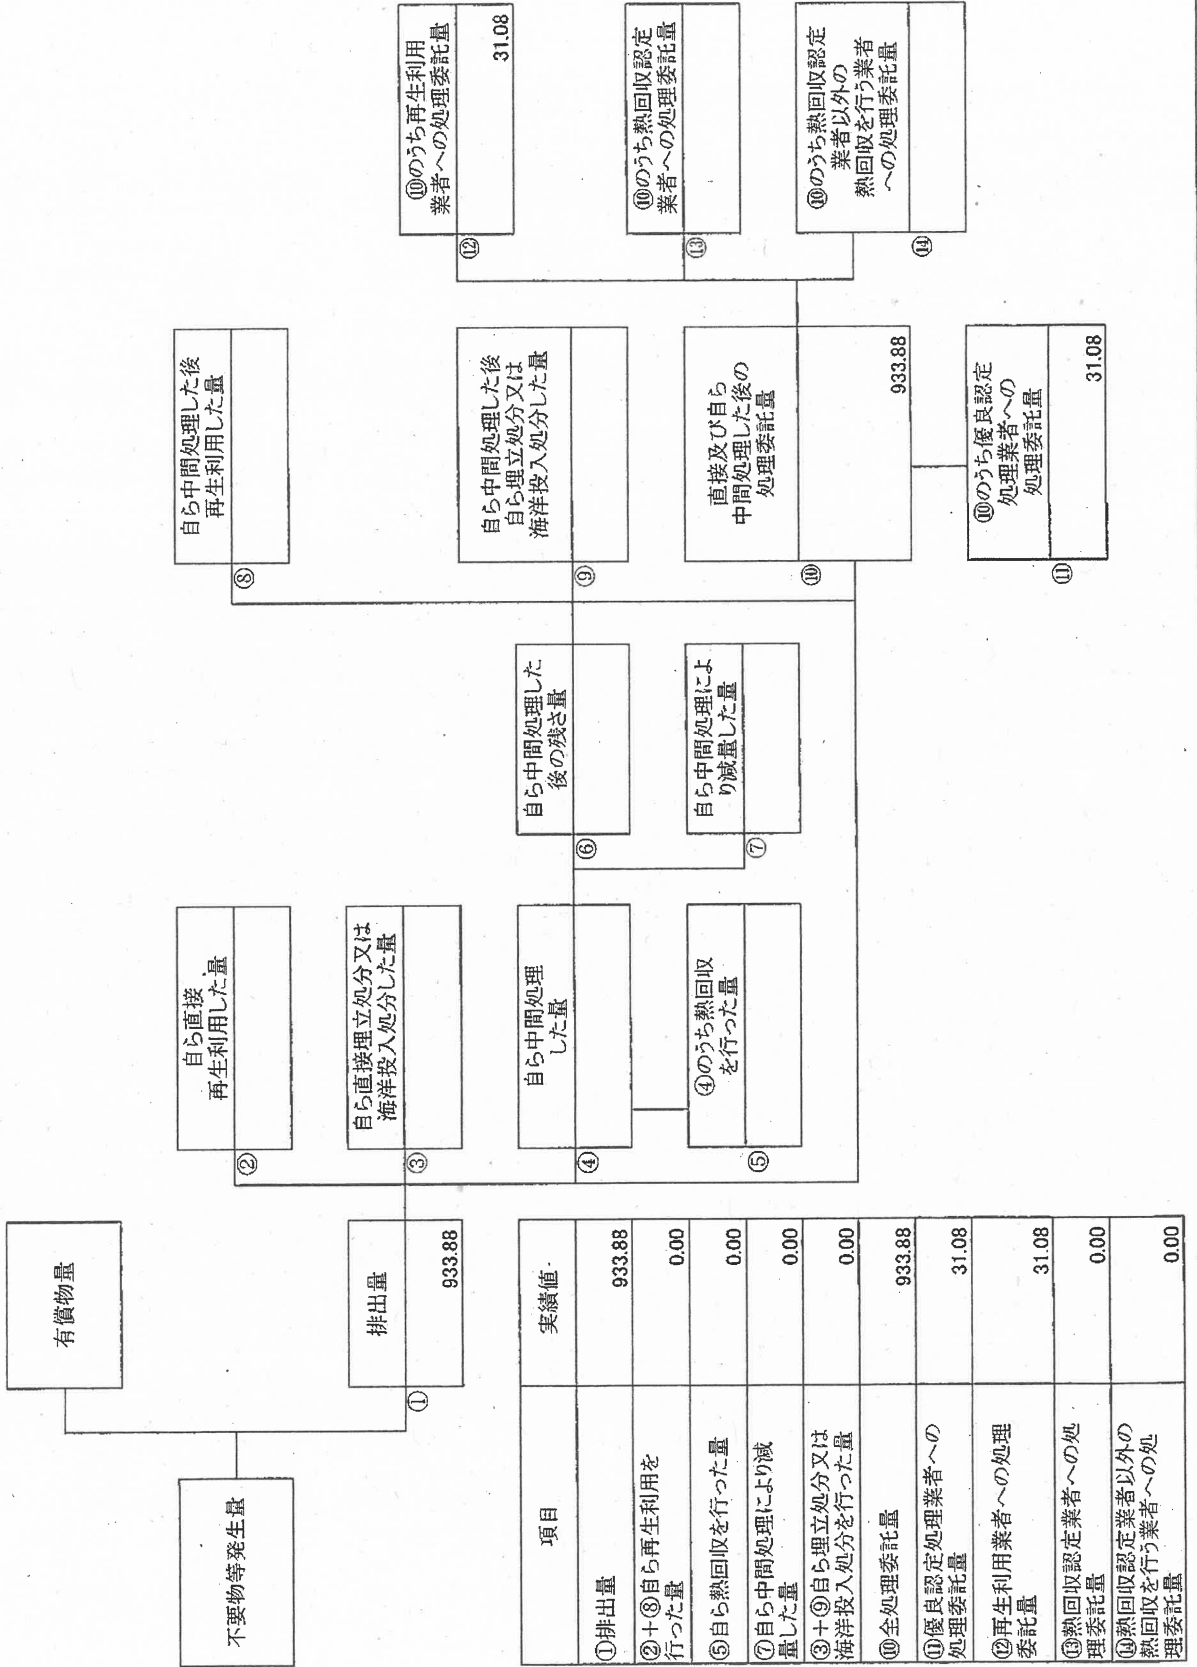 有償物量
不要物等発生量
排出量
①
933.88
自ら直接
再生利用した量
②
自ら直接埋立処分又は
海洋投入処分した量
③
自ら中間処理
した量
④
④のうち熱回収
を行った量
⑤
自ら中間処理した
後の残さ量
⑥
自ら中間処理によ
り減量した量
⑦
自ら中間処理した後
再生利用した量
⑧
自ら中間処理した後
自ら埋立処分又は
海洋投入処分した量
⑨
直接及び自ら
中間処理した後の
処理委託量
⑩
933.88
⑩のうち優良認定
処理業者への
処理委託量
⑪
31.08
⑩のうち再生利用
業者への処理委託量
⑫
31.08
⑩のうち熱回収認定
業者への処理委託量
⑬
⑩のうち熱回収認定
業者以外の
熱回収を行う業者
への処理委託量
⑭
項目 実績値
①排出量 933.88
②+⑧自ら再生利用を
行った量 0.00
⑤自ら熱回収を行った量 0.00
⑦自ら中間処理により減
量した量 0.00
③+⑨自ら埋立処分又は
海洋投入処分を行った量 0.00
⑩全処理委託量 933.88
⑪優良認定処理業者への
処理委託量 31.08
⑫再生利用業者への処理
委託量 31.08
⑬熱回収認定業者への処
理委託量 0.00
⑭熱回収認定業者以外の
熱回収を行う業者への処
理委託量 0.00